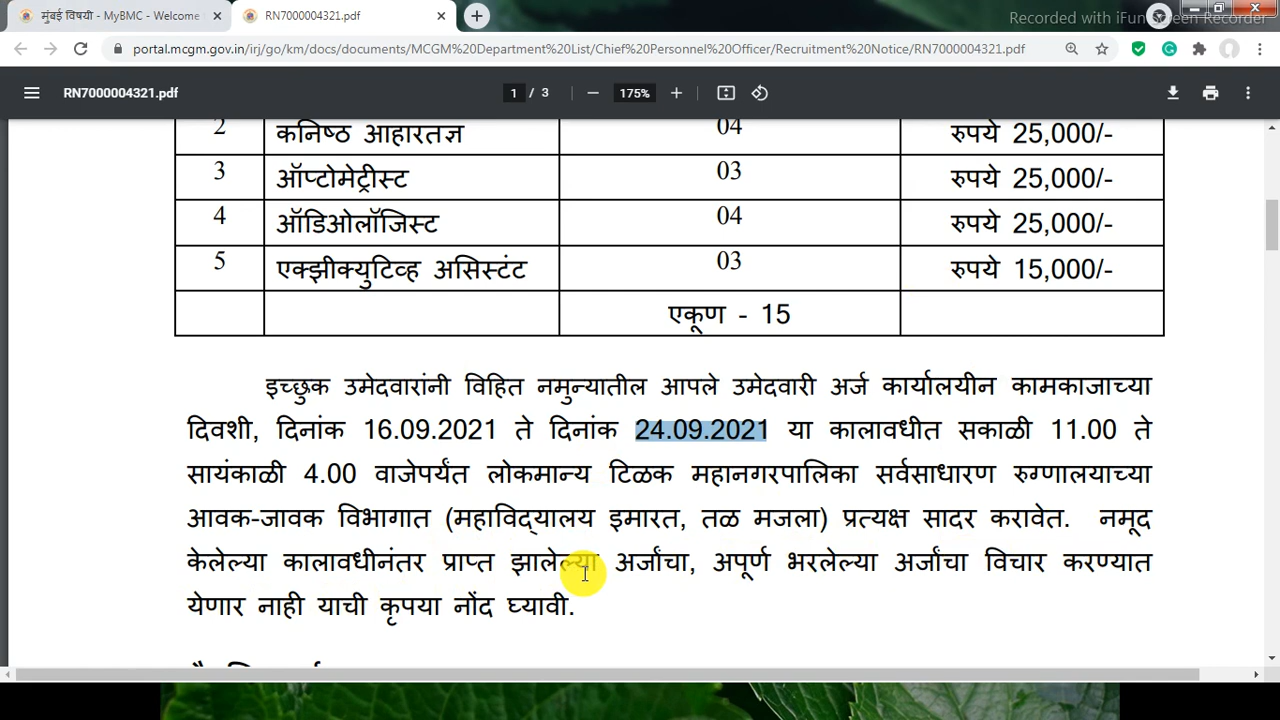 मुंबई विषयी - MyBMC - Welcome
RN7000004321.pdf
Recorded with iFun Screen Recorder
portal.mcgm.gov.in/irj/go/km/docs/documents/MCGM%20Department%20List/Chief%20Personnel%20Officer/Recruitment%20Notice/RN7000004321.pdf
RN7000004321.pdf 1 / 3 175%
2 कनिष्ठ आहारतज्ञ 04 रुपये 25,000/-
3 ऑप्टोमेट्रीस्ट 03 रुपये 25,000/-
4 ऑडिओलॉजिस्ट 04 रुपये 25,000/-
5 एक्झीक्युटिव्ह असिस्टंट 03 रुपये 15,000/-
एकूण - 15
इच्छुक उमेदवारांनी विहित नमुन्यातील आपले उमेदवारी अर्ज कार्यालयीन कामकाजाच्या
दिवशी, दिनांक 16.09.2021 ते दिनांक 24.09.2021 या कालावधीत सकाळी 11.00 ते
सायंकाळी 4.00 वाजेपर्यंत लोकमान्य टिळक महानगरपालिका सर्वसाधारण रुग्णालयाच्या
आवक-जावक विभागात (महाविद्यालय इमारत, तळ मजला) प्रत्यक्ष सादर करावेत. नमूद
केलेल्या कालावधीनंतर प्राप्त झालेल्या अर्जांचा, अपूर्ण भरलेल्या अर्जांचा विचार करण्यात
येणार नाही याची कृपया नोंद घ्यावी.